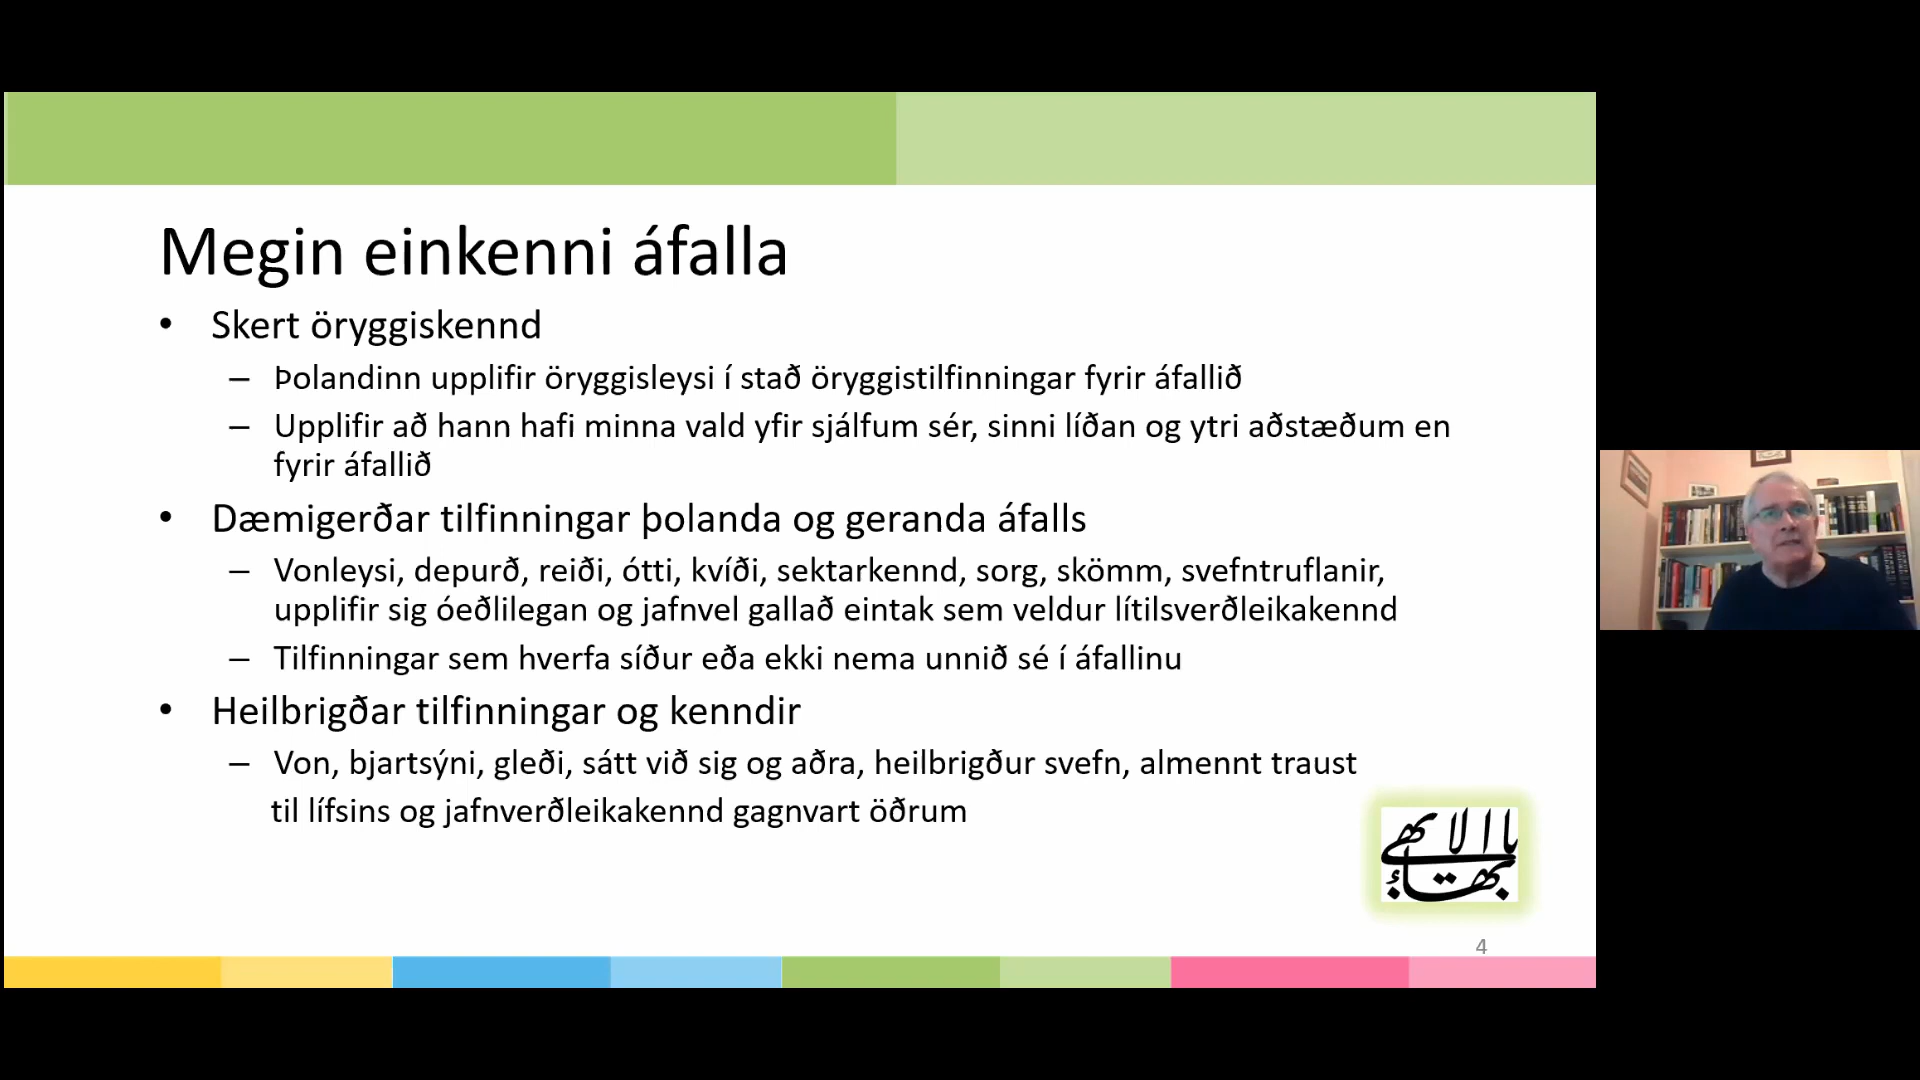 Megin einkenni áfalla
• Skert öryggiskennd
– Þolandinn upplifir öryggisleysi í stað öryggistilfinningar fyrir áfallið
– Upplifir að hann hafi minna vald yfir sjálfum sér, sinni líðan og ytri aðstæðum en
fyrir áfallið
• Dæmigerðar tilfinningar þolanda og geranda áfalls
– Vonleysi, depurð, reiði, ótti, kvíði, sektarkennd, sorg, skömm, svefntruflanir,
upplifir sig óeðlilegan og jafnvel gallað eintak sem veldur lítilsverðleikakennd
– Tilfinningar sem hverfa síður eða ekki nema unnið sé í áfallinu
• Heilbrigðar tilfinningar og kenndir
– Von, bjartsýni, gleði, sátt við sig og aðra, heilbrigður svefn, almennt traust
til lífsins og jafnverðleikakennd gagnvart öðrum
يا بهاء الابهى
4